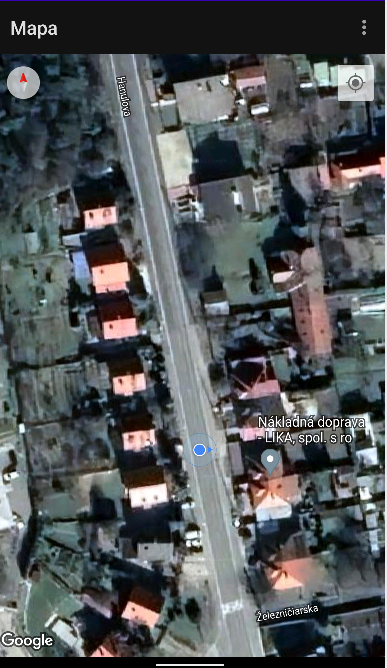 Mapa
Hanulova
Nákladná doprava
- LIKA, spol. s ro
Železničiarska
Google